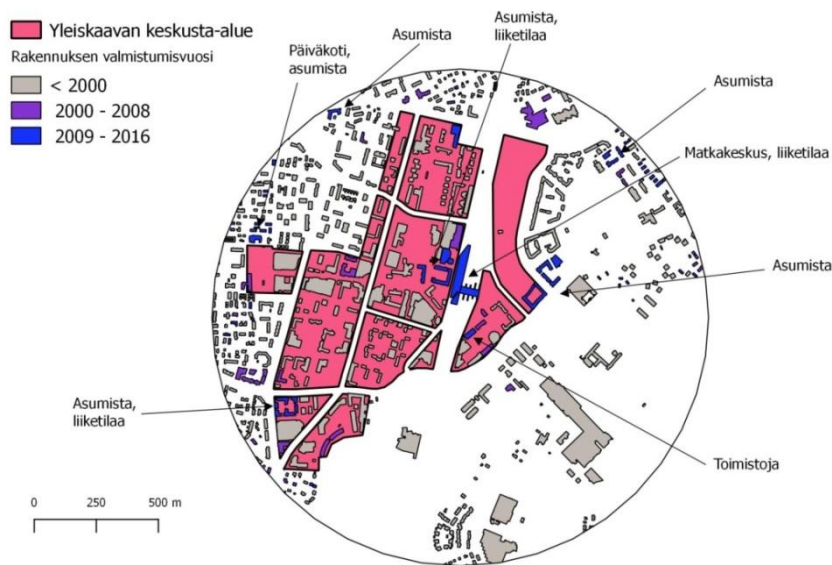 Yleiskaavan keskusta-alue
Rakennuksen valmistumisvuosi
< 2000
2000 - 2008
2009 - 2016
Päiväkoti,
asumista
Asumista
Asumista,
liiketilaa
Asumista
Matkakeskus, liiketilaa
Asumista
Asumista,
liiketilaa
Toimistoja
0 250 500 m